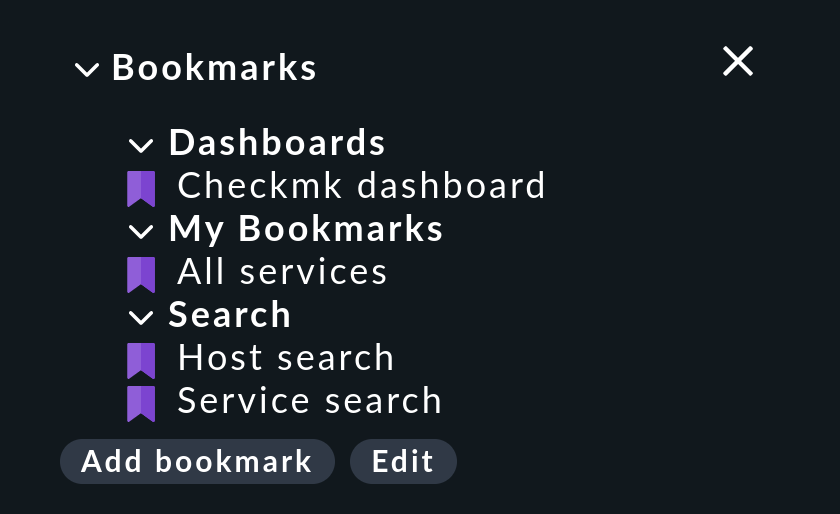 Bookmarks
Dashboards
Checkmk dashboard
My Bookmarks
All services
Search
Host search
Service search
Add bookmark Edit